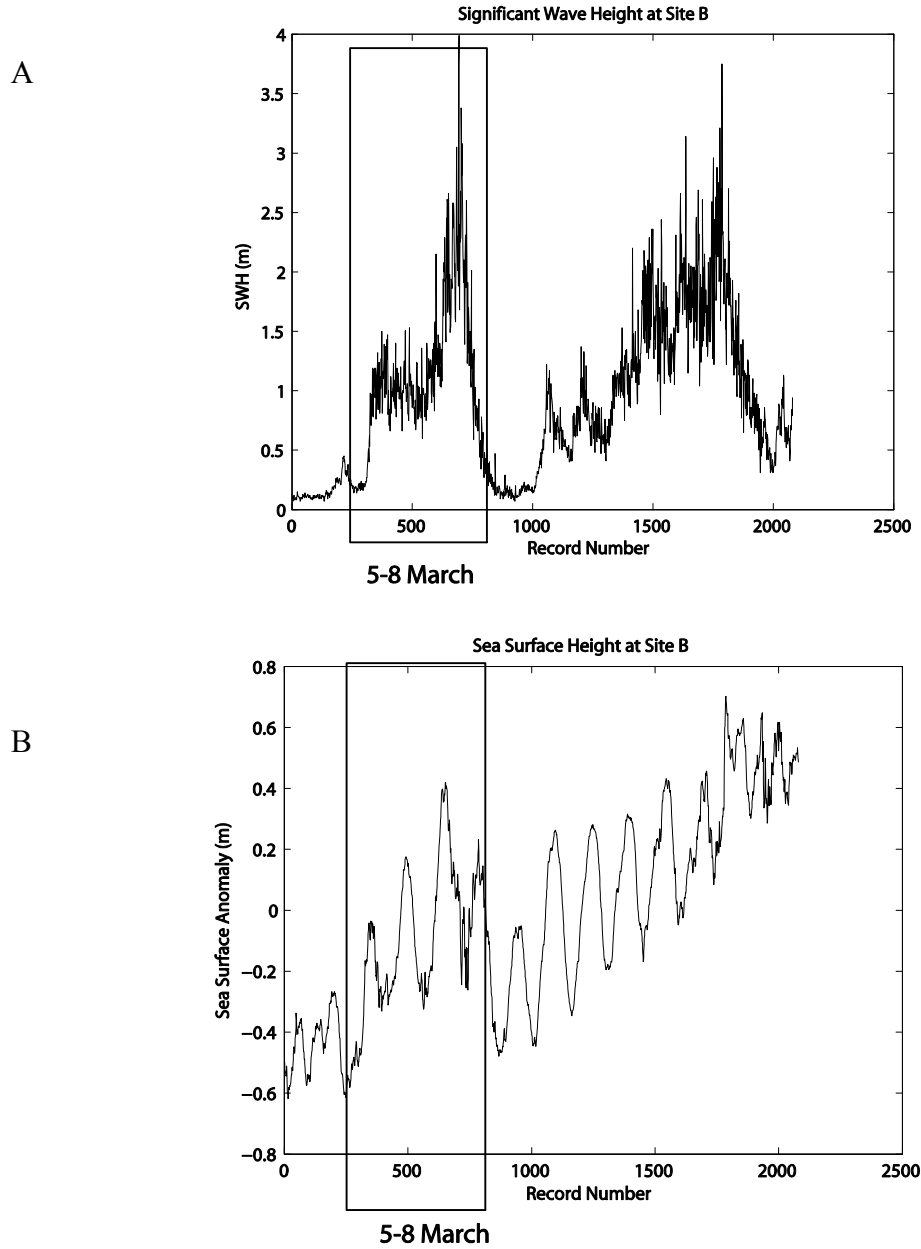 A
Significant Wave Height at Site B
4
3.5
3
2.5
2
1.5
1
0.5
0
SWH (m)
0 500 1000 1500 2000 2500
Record Number
5-8 March
B
Sea Surface Height at Site B
0.8
0.6
0.4
0.2
0
−0.2
−0.4
−0.6
−0.8
Sea Surface Anomaly (m)
0 500 1000 1500 2000 2500
Record Number
5-8 March